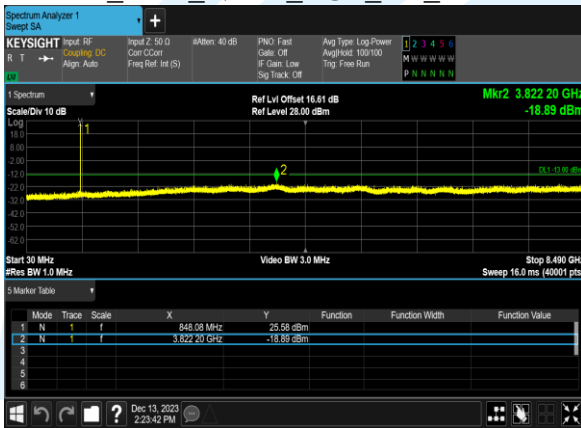 Spectrum Analyzer 1
Swept SA
+
KEYSIGHT Input: RF Input Z: 50 Ω #Atten: 40 dB PNO: Fast Avg Type: Log-Power 1 2 3 4 5 6
R T Coupling: DC Corr CCorr Gate: Off Avg|Hold: 100/100 M W W W W W
Align: Auto Freq Ref: Int (S) IF Gain: Low Trig: Free Run
LV Sig Track: Off P N N N N N
1 Spectrum Ref Lvl Offset 16.61 dB Mkr2 3.822 20 GHz
Scale/Div 10 dB Ref Level 28.00 dBm -18.89 dBm
Log
18.0 1
8.00
-2.00
-12.0 2 DL1 -13.00 dBm
-22.0
-32.0
-42.0
-52.0
-62.0
Start 30 MHz Video BW 3.0 MHz Stop 8.490 GHz
#Res BW 1.0 MHz Sweep 16.0 ms (40001 pts
5 Marker Table
Mode Trace Scale X Y Function Function Width Function Value
1 N 1 f 848.08 MHz 25.58 dBm
2 N 1 f 3.822 20 GHz -18.89 dBm
3
4
5
6
? Dec 13, 2023
2:23:42 PM